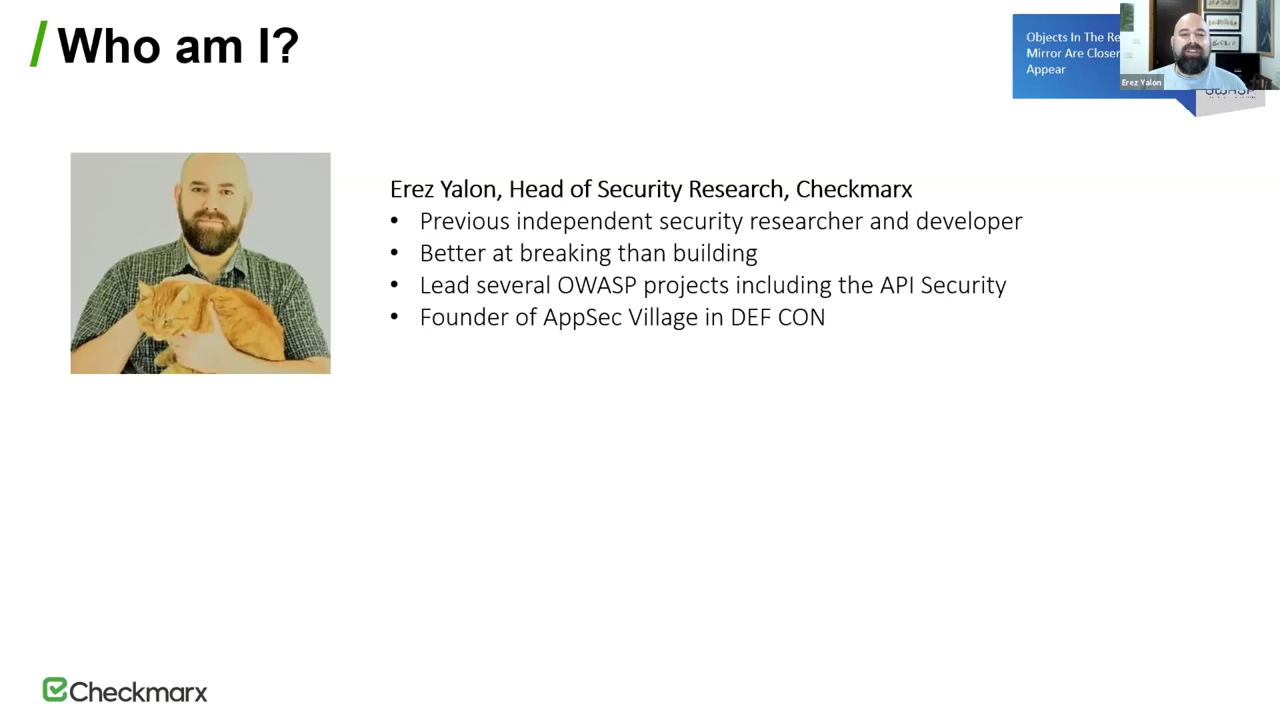 / Who am I?
Objects In The Re
Mirror Are Closer
Appear
Erez Yalon
OWASP
Erez Yalon, Head of Security Research, Checkmarx
• Previous independent security researcher and developer
• Better at breaking than building
• Lead several OWASP projects including the API Security
• Founder of AppSec Village in DEF CON
Checkmarx